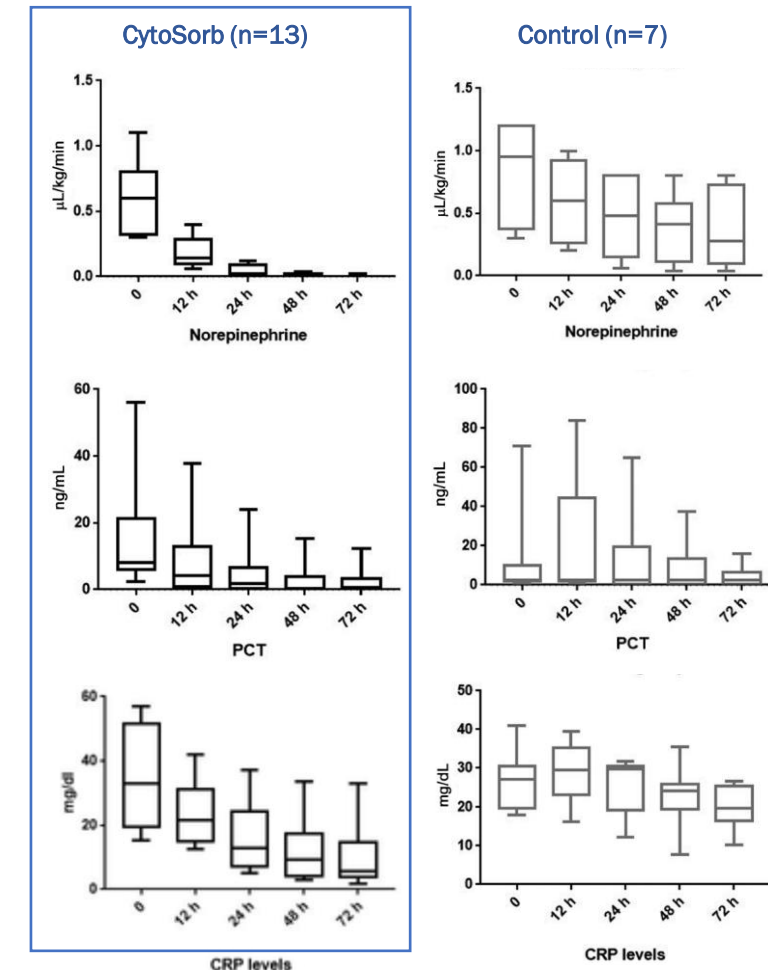 CytoSorb (n=13)
Control (n=7)
1.5
1.0
0.5
0.0
μL/kg/min
0
12 h
24 h
48 h
72 h
Norepinephrine
1.5
1.0
0.5
0.0
μL/kg/min
0
12 h
24 h
48 h
72 h
Norepinephrine
60
40
20
0
ng/mL
0
12 h
24 h
48 h
72 h
PCT
100
80
60
40
20
0
ng/mL
0
12 h
24 h
48 h
72 h
PCT
60
40
20
0
mg/dl
0
12 h
24 h
48 h
72 h
CRP levels
50
40
30
20
10
0
mg/dL
0
12 h
24 h
48 h
72 h
CRP levels